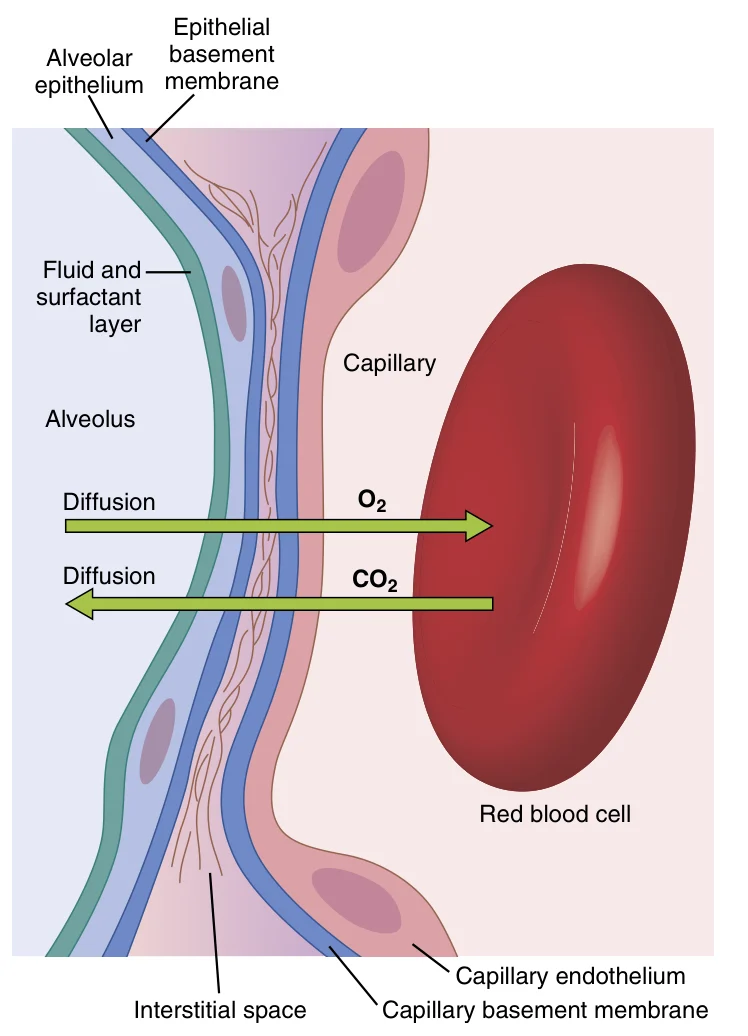 Epithelial
basement
membrane
Alveolar
epithelium
Fluid and
surfactant
layer
Capillary
Alveolus
Diffusion
O2
Diffusion
CO2
Red blood cell
Capillary endothelium
Interstitial space
Capillary basement membrane